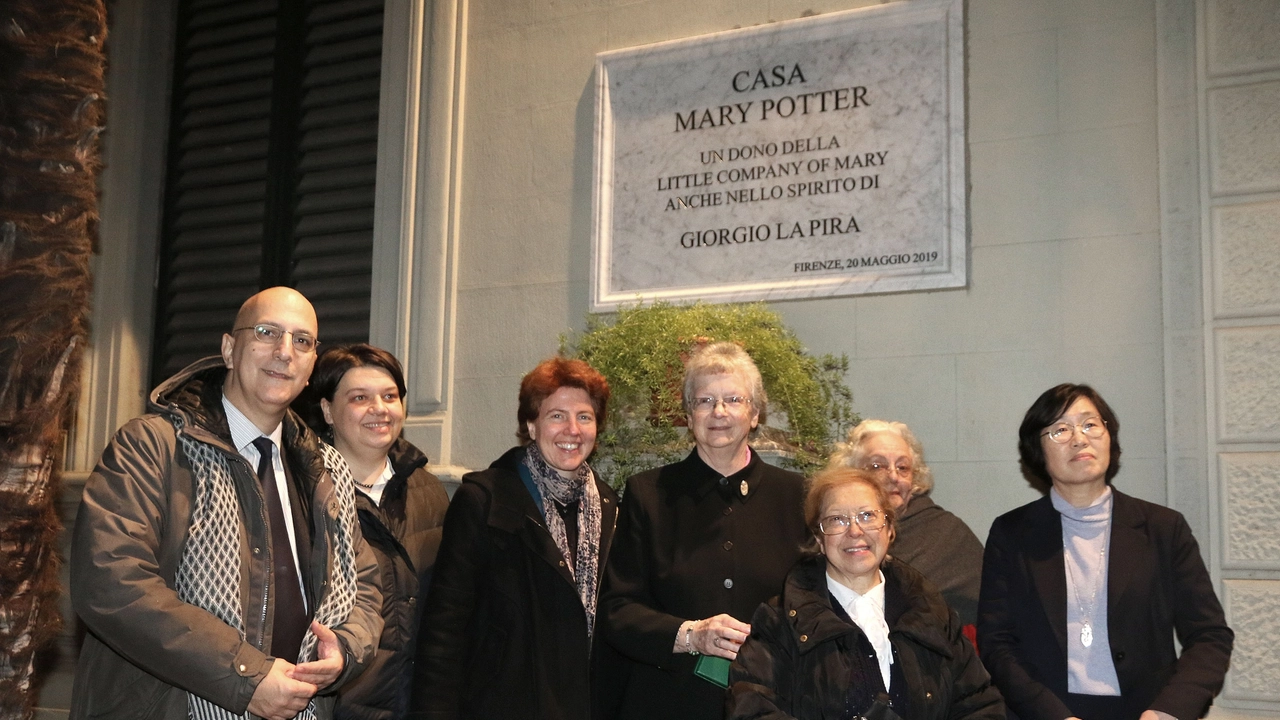 CASA
MARY POTTER
UN DONO DELLA
LITTLE COMPANY OF MARY
ANCHE NELLO SPIRITO DI
GIORGIO LA PIRA
FIRENZE, 20 MAGGIO 2019